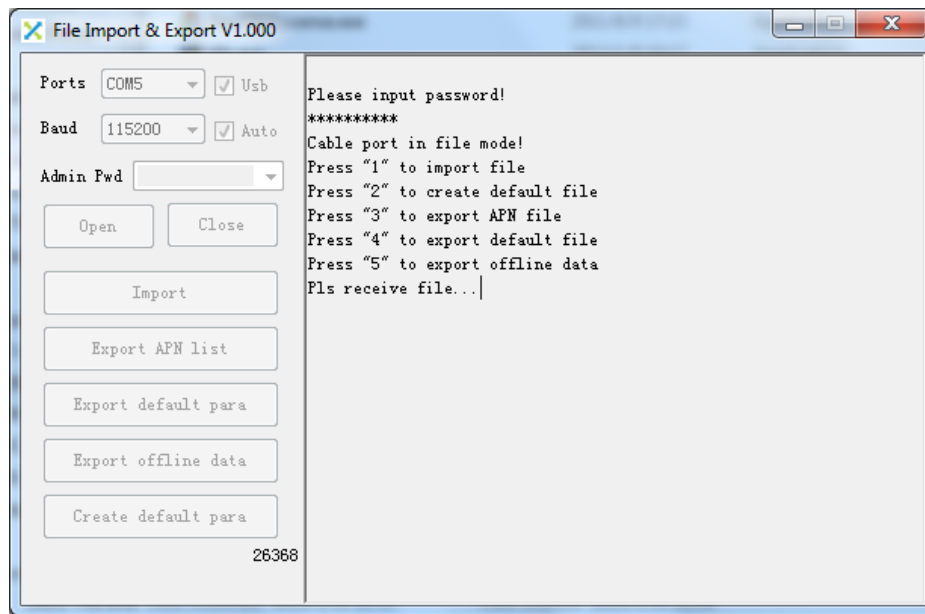 File Import & Export V1.000
Ports COM5 Usb
Baud 115200 Auto
Admin Pwd
Open Close
Import
Export APN list
Export default para
Export offline data
Create default para
26368
Please input password!
**********
Cable port in file mode!
Press "1" to import file
Press "2" to create default file
Press "3" to export APN file
Press "4" to export default file
Press "5" to export offline data
Pls receive file...